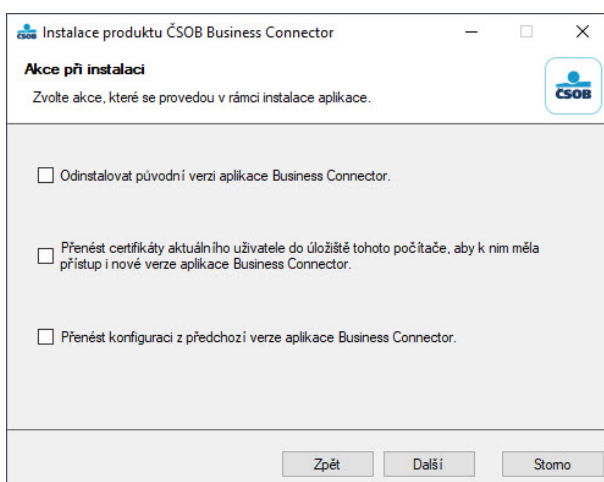 ČSOB Instalace produktu ČSOB Business Connector
Akce při instalaci
Zvolte akce, které se provedou v rámci instalace aplikace.
ČSOB
Odinstalovat původní verzi aplikace Business Connector.
Přenést certifikáty aktuálního uživatele do úložiště tohoto počítače, aby k nim měla
přístup i nové verze aplikace Business Connector.
Přenést konfiguraci z předchozí verze aplikace Business Connector.
Zpět Další Storno